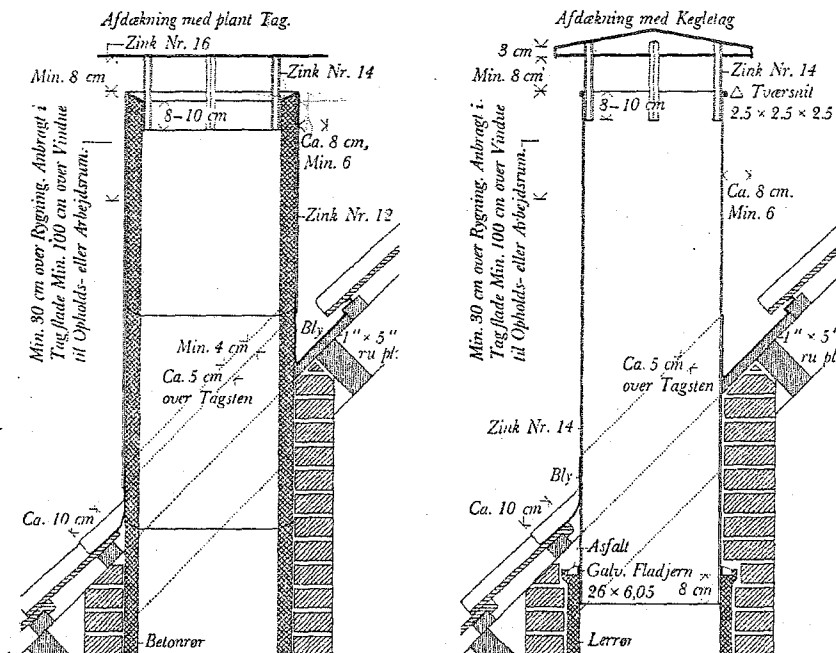 Afdækning med plant Tag.
Zink Nr. 16
Min. 8 cm
Zink Nr. 14
8-10 cm
Ca. 8 cm,
Min. 6
Min. 30 cm over Rygning. Anbragt i
Tagflade Min. 100 cm over Vindue
til Opholds- eller Arbejdsrum.
Zink Nr. 12
Bly
1" × 5"
ru pl:
Min. 4 cm
Ca. 5 cm
over Tagsten
Ca. 10 cm
Betonrør
Afdækning med Kegletag
3 cm
Min. 8 cm
Zink Nr. 14
△ Tværsnit
2.5 × 2.5 × 2.5
8-10 cm
Min. 30 cm over Rygning. Anbragt i
Tagflade Min. 100 cm over Vindue
til Opholds- eller Arbejdsrum.
Ca. 8 cm.
Min. 6
1" × 5"
ru pl
Ca. 5 cm
over Tagsten
Zink Nr. 14
Bly
Ca. 10 cm
Asfalt
Galv. Fladjern
26 × 6,05
8 cm
Lerrør